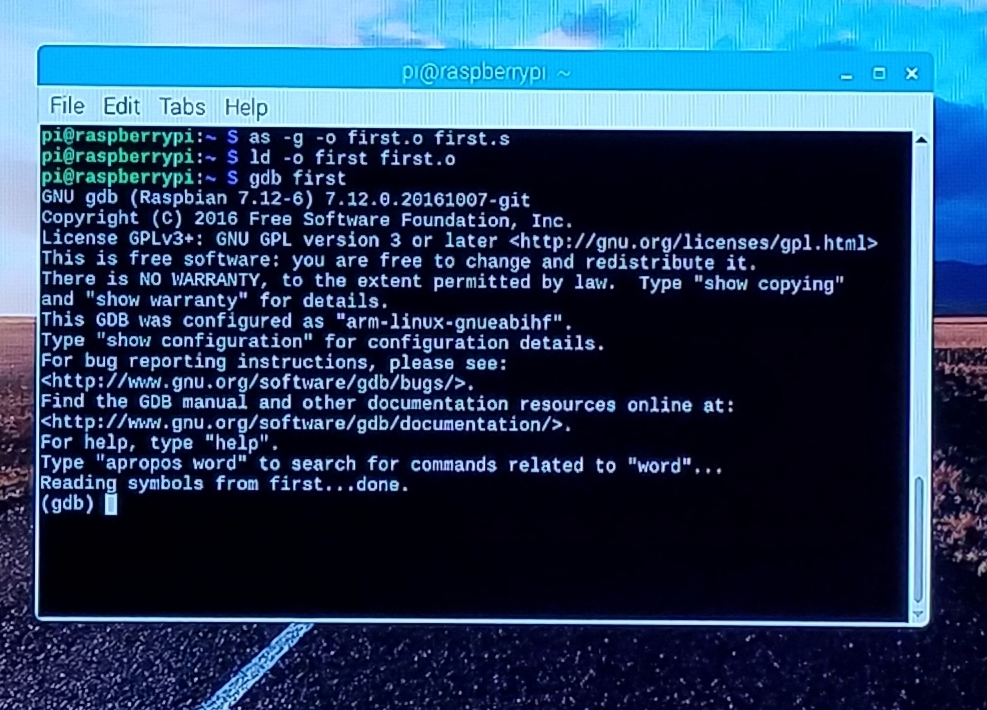 pi@raspberrypi: ~
File Edit Tabs Help
pi@raspberrypi:~ $ as -g -o first.o first.s
pi@raspberrypi:~ $ ld -o first first.o
pi@raspberrypi:~ $ gdb first
GNU gdb (Raspbian 7.12-6) 7.12.0.20161007-git
Copyright (C) 2016 Free Software Foundation, Inc.
License GPLv3+: GNU GPL version 3 or later <http://gnu.org/licenses/gpl.html>
This is free software: you are free to change and redistribute it.
There is NO WARRANTY, to the extent permitted by law.  Type "show copying"
and "show warranty" for details.
This GDB was configured as "arm-linux-gnueabihf".
Type "show configuration" for configuration details.
For bug reporting instructions, please see:
<http://www.gnu.org/software/gdb/bugs/>.
Find the GDB manual and other documentation resources online at:
<http://www.gnu.org/software/gdb/documentation/>.
For help, type "help".
Type "apropos word" to search for commands related to "word"...
Reading symbols from first...done.
(gdb)